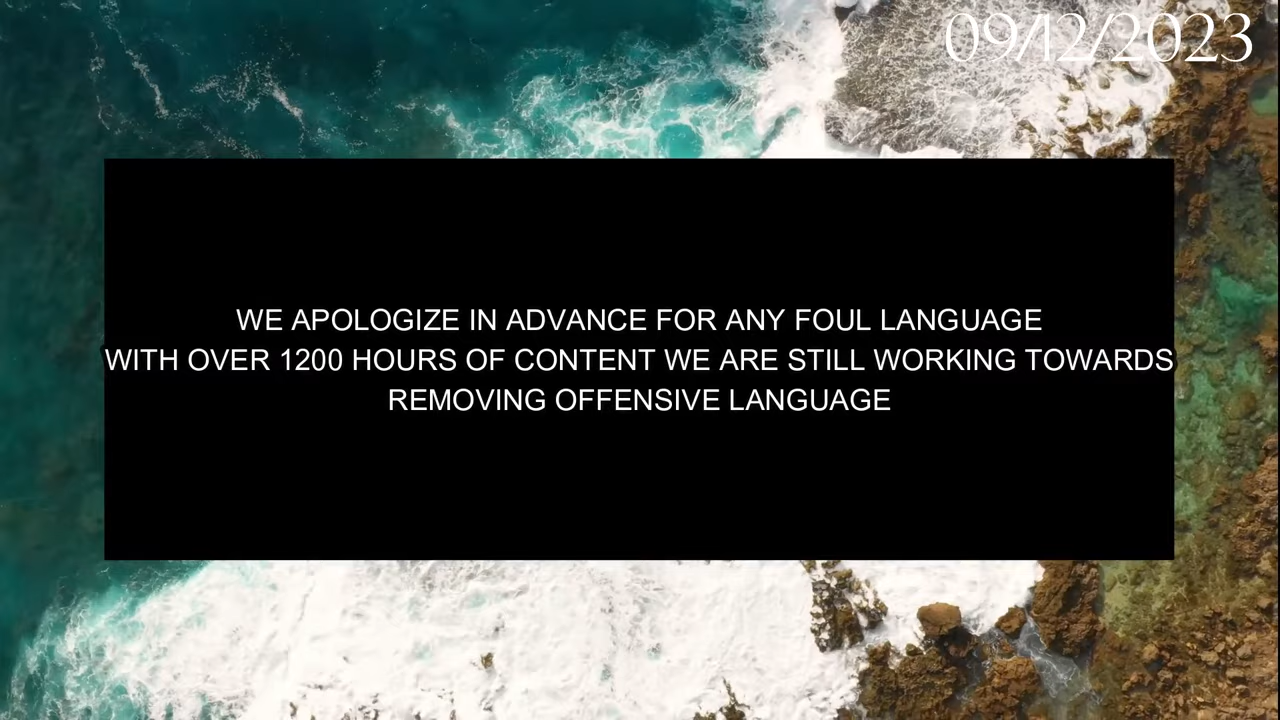 09/12/2023
WE APOLOGIZE IN ADVANCE FOR ANY FOUL LANGUAGE
WITH OVER 1200 HOURS OF CONTENT WE ARE STILL WORKING TOWARDS
REMOVING OFFENSIVE LANGUAGE